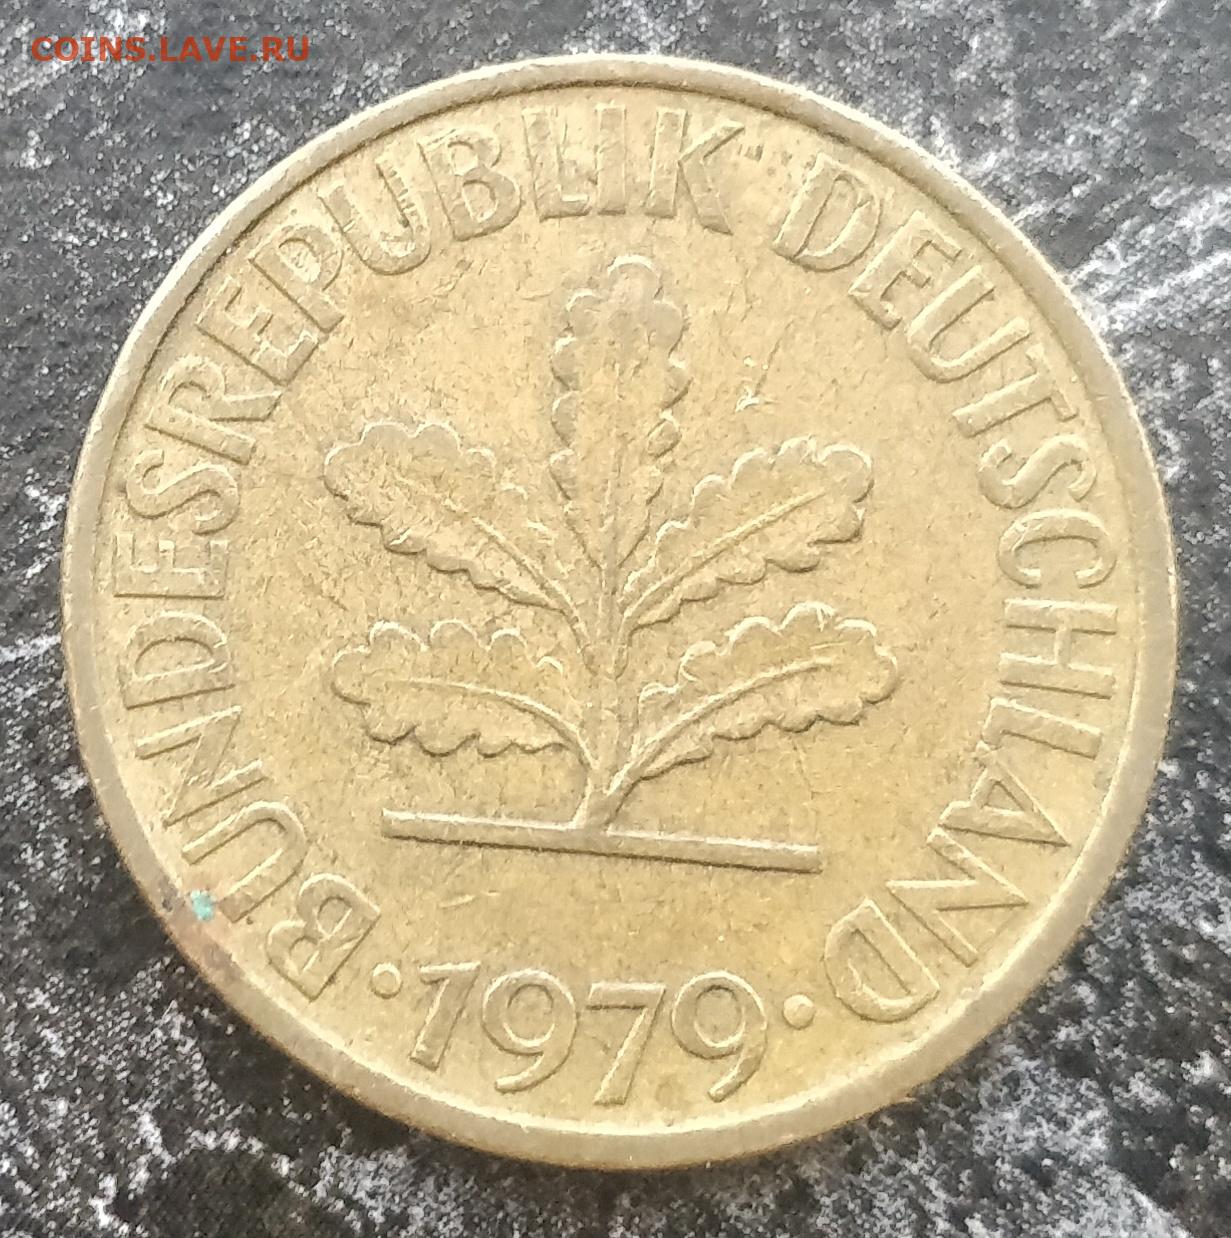 COINS.LAVE.RU
BUNDESREPUBLIK DEUTSCHLAND
· 1979 ·